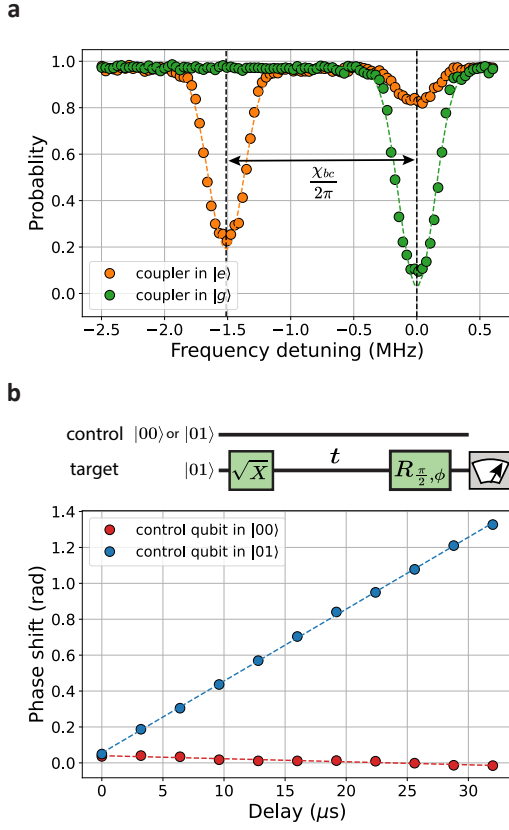 a
1.0
0.8
0.6
0.4
0.2
0.0
Probablity
χbc
2π
coupler in |e⟩
coupler in |g⟩
−2.5 −2.0 −1.5 −1.0 −0.5 0.0 0.5
Frequency detuning (MHz)
b
control |00⟩ or |01⟩
t
target |01⟩ √X R π/2,ϕ
1.4
1.2
1.0
0.8
0.6
0.4
0.2
0.0
Phase shift (rad)
control qubit in |00⟩
control qubit in |01⟩
0 5 10 15 20 25 30
Delay (μs)